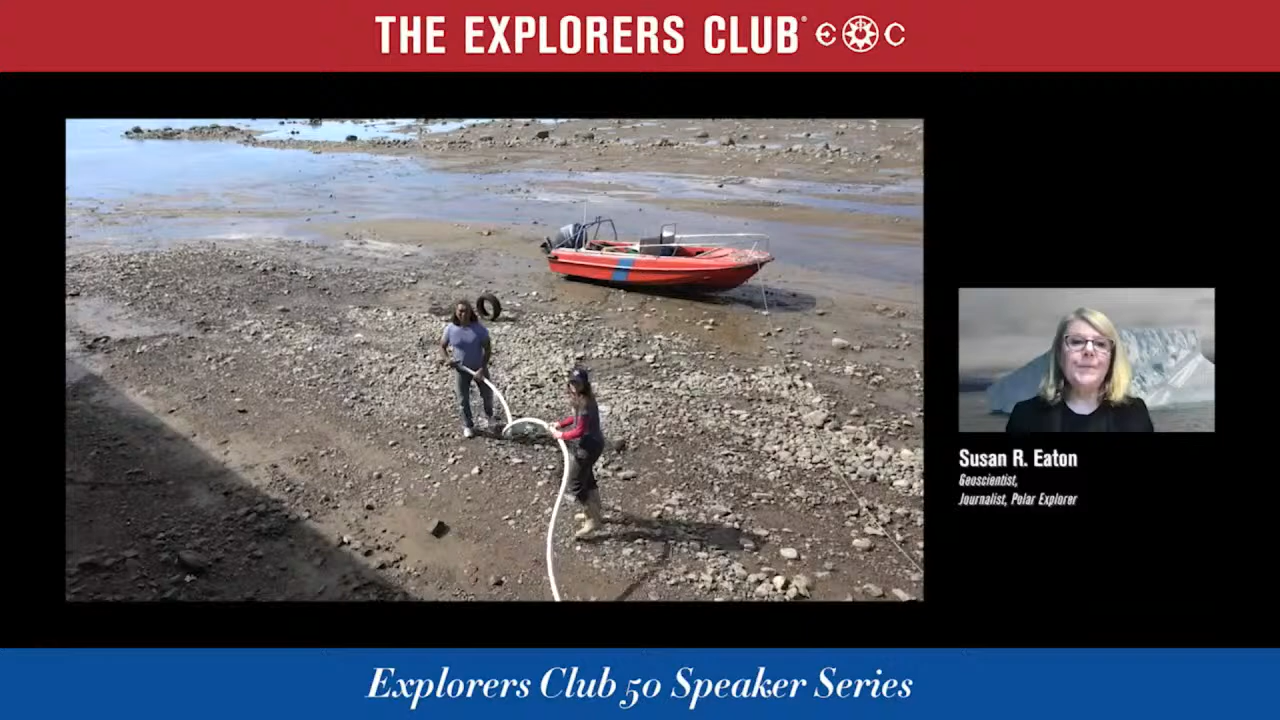 THE EXPLORERS CLUB® E C
Susan R. Eaton
Geoscientist,
Journalist, Polar Explorer
Explorers Club 50 Speaker Series